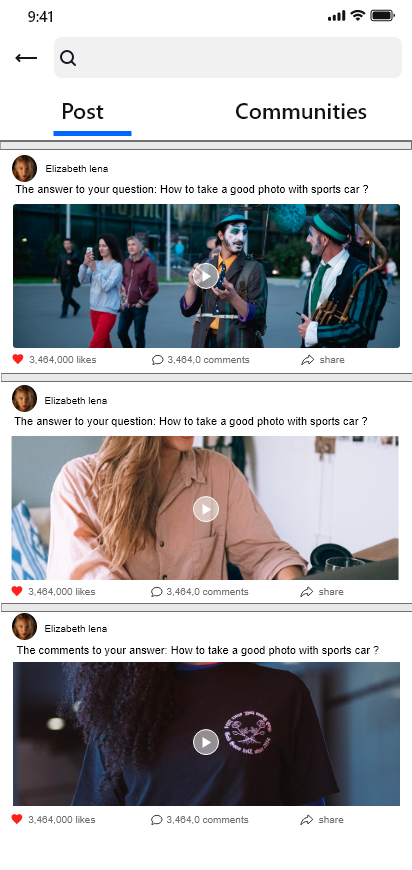 9:41
Post Communities
Elizabeth lena
The answer to your question: How to take a good photo with sports car ?
3,464,000 likes 3,464,0 comments share
Elizabeth lena
The answer to your question: How to take a good photo with sports car ?
3,464,000 likes 3,464,0 comments share
Elizabeth lena
The comments to your answer: How to take a good photo with sports car ?
3,464,000 likes 3,464,0 comments share